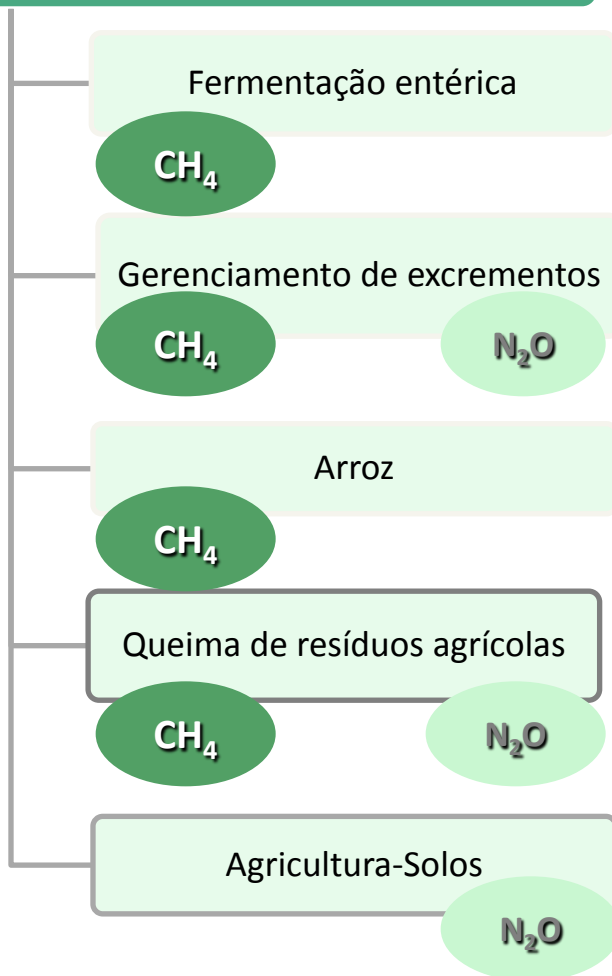 Fermentação entérica
CH₄
Gerenciamento de excrementos
CH₄ N₂O
Arroz
CH₄
Queima de resíduos agrícolas
CH₄ N₂O
Agricultura-Solos
N₂O